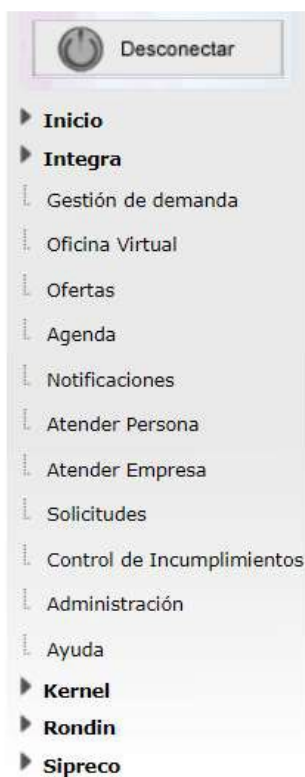 Desconectar
Inicio
Integra
Gestión de demanda
Oficina Virtual
Ofertas
Agenda
Notificaciones
Atender Persona
Atender Empresa
Solicitudes
Control de Incumplimientos
Administración
Ayuda
Kernel
Rondin
Sipreco